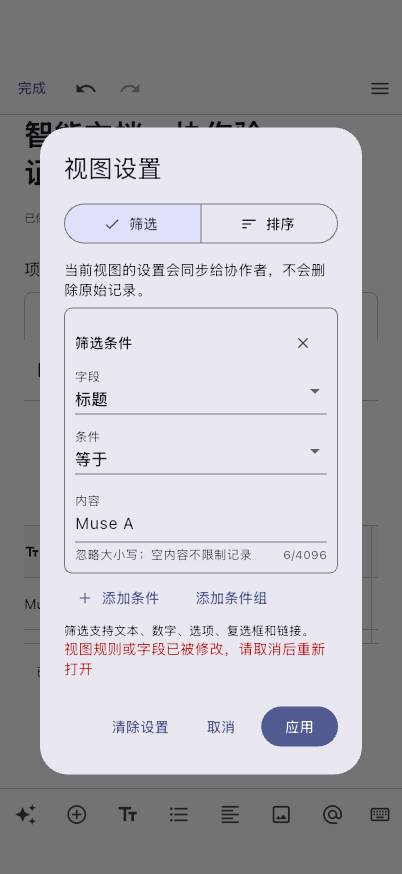 完成
视图设置
筛选
排序
当前视图的设置会同步给协作者，不会删
除原始记录。
筛选条件
字段
标题
条件
等于
内容
Muse A
忽略大小写；空内容不限制记录 6/4096
添加条件 添加条件组
筛选支持文本、数字、选项、复选框和链接。
视图规则或字段已被修改，请取消后重新
打开
清除设置 取消 应用